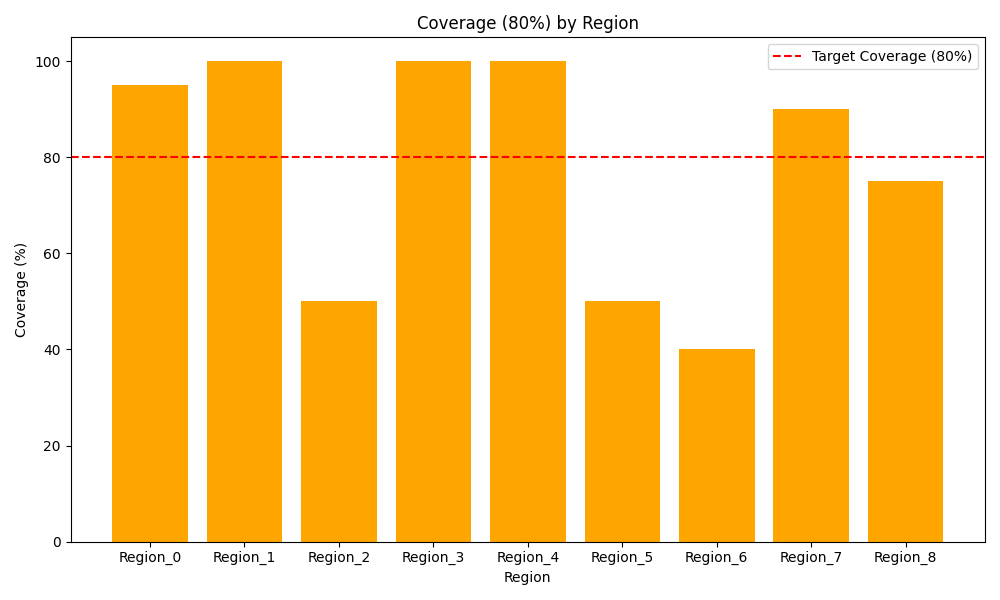 Coverage (80%) by Region
Target Coverage (80%)
Coverage (%)
100
80
60
40
20
0
Region_0 Region_1 Region_2 Region_3 Region_4 Region_5 Region_6 Region_7 Region_8
Region